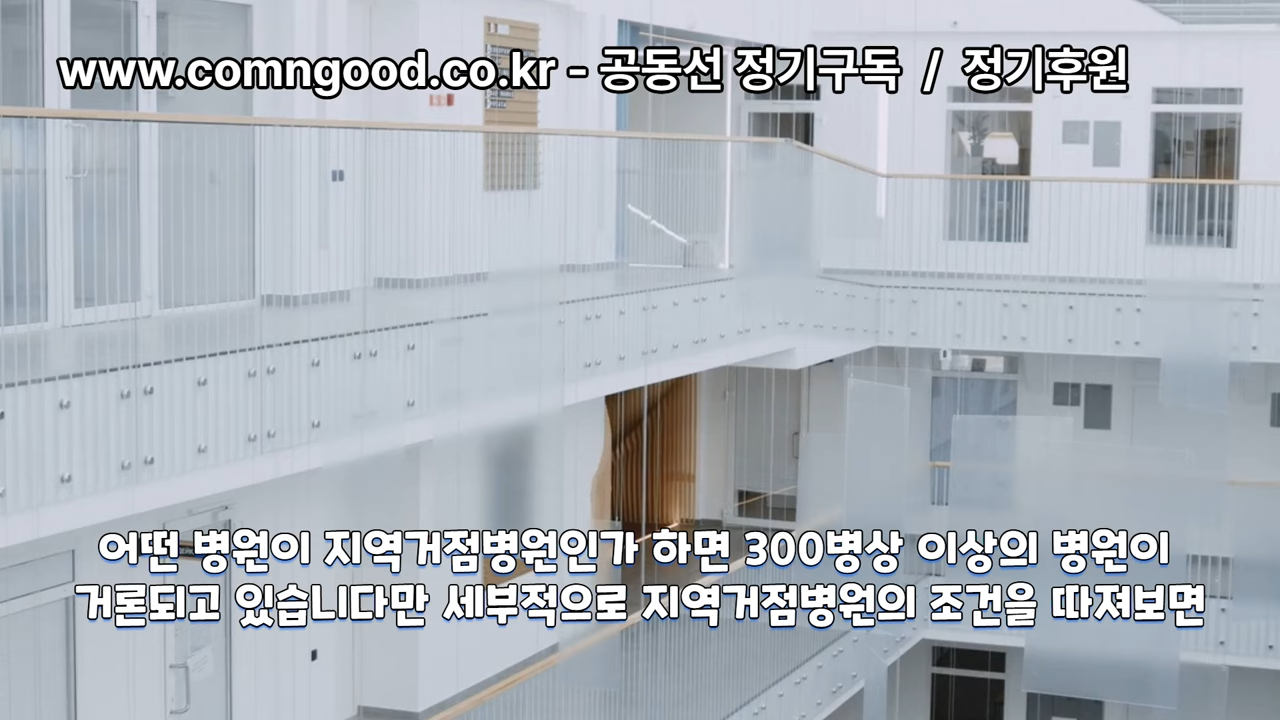 www.comngood.co.kr - 공동선 정기구독 / 정기후원
어떤 병원이 지역거점병원인가 하면 300병상 이상의 병원이
거론되고 있습니다만 세부적으로 지역거점병원의 조건을 따져보면